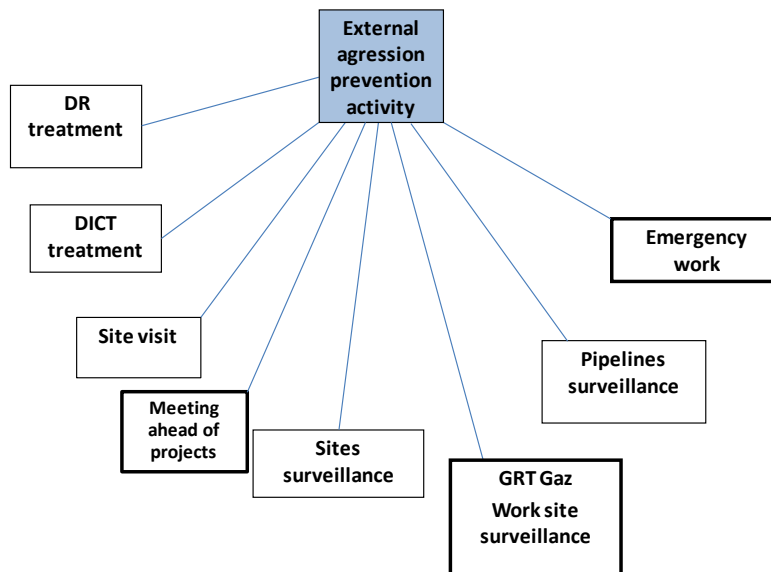 External
agression
prevention
activity
DR
treatment
DICT
treatment
Emergency
work
Site visit
Pipelines
surveillance
Meeting
ahead of
projects
Sites
surveillance
GRT Gaz
Work site
surveillance